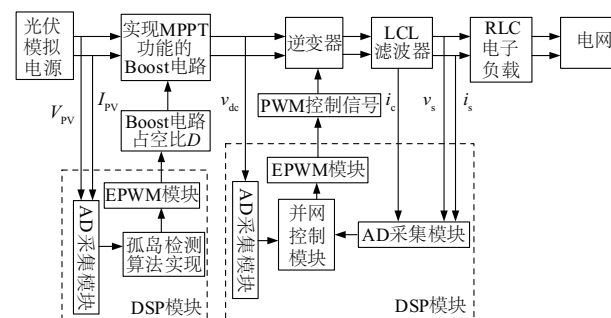 光伏
模拟
电源
实现MPPT
功能的
Boost电路
逆变器
LCL
滤波器
RLC
电子
负载
电网
V_PV
I_PV
v_dc
PWM控制信号
i_c
v_s
i_s
Boost电路
占空比D
EPWM模块
EPWM模块
AD采集模块
孤岛检测
算法实现
AD采集模块
并网
控制
模块
AD采集模块
DSP模块
DSP模块